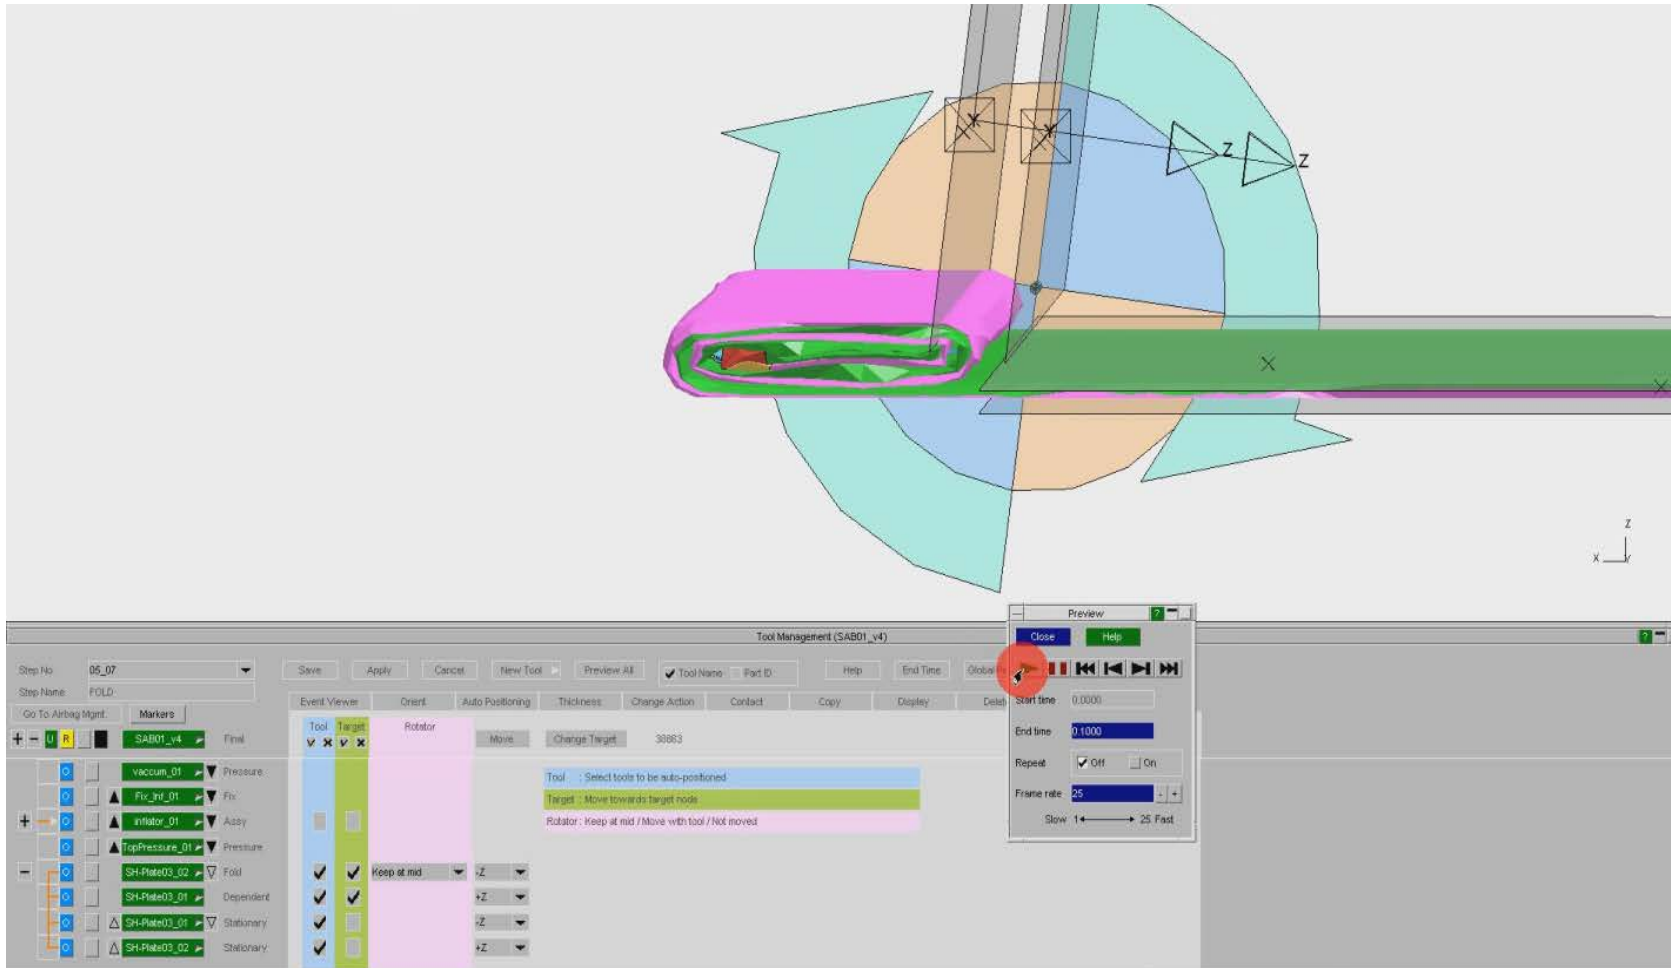 Y
X
Y
X
Z
Z
X
X
Z
X
Y
Preview
?
Tool Management (SAB01_v4)
?
Close
Help
Step No
05_07
Save
Apply
Cancel
New Tool
Preview All
Tool Name
Part ID
Help
End Time
Step Name
FOLD
Event Viewer
Orient
Auto Positioning
Thickness
Change Action
Contact
Copy
Display
Start time
0.0000
Go To Airbag Mgmt.
Markers
Tool
Target
Rotator
Move
Change Target
30883
End time
0.1000
+
-
U
R
SAB01_v4
Final
Repeat
Off
On
vaccum_01
Pressure
Tool : Select tools to be auto-positioned
Fix_Inf_01
Fix
Target : Move towards target node
Frame rate
25
-
+
+
inflator_01
Assy
Rotator : Keep at mid / Move with tool / Not moved
Slow 1
25 Fast
TopPressure_01
Pressure
-
SH-Plate03_02
Fold
Keep at mid
-Z
SH-Plate03_01
Dependent
+Z
SH-Plate03_01
Stationary
-Z
SH-Plate03_02
Stationary
+Z